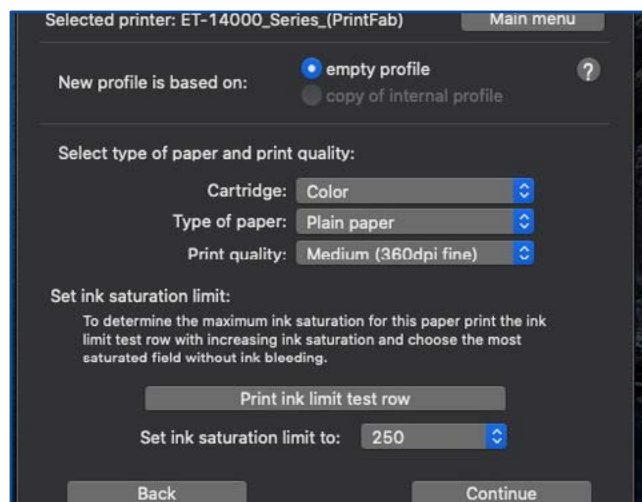 Selected printer: ET-14000_Series_(PrintFab) Main menu
New profile is based on: empty profile ?
copy of internal profile
Select type of paper and print quality:
Cartridge: Color
Type of paper: Plain paper
Print quality: Medium (360dpi fine)
Set ink saturation limit:
To determine the maximum ink saturation for this paper print the ink
limit test row with increasing ink saturation and choose the most
saturated field without ink bleeding.
Print ink limit test row
Set ink saturation limit to: 250
Back Continue